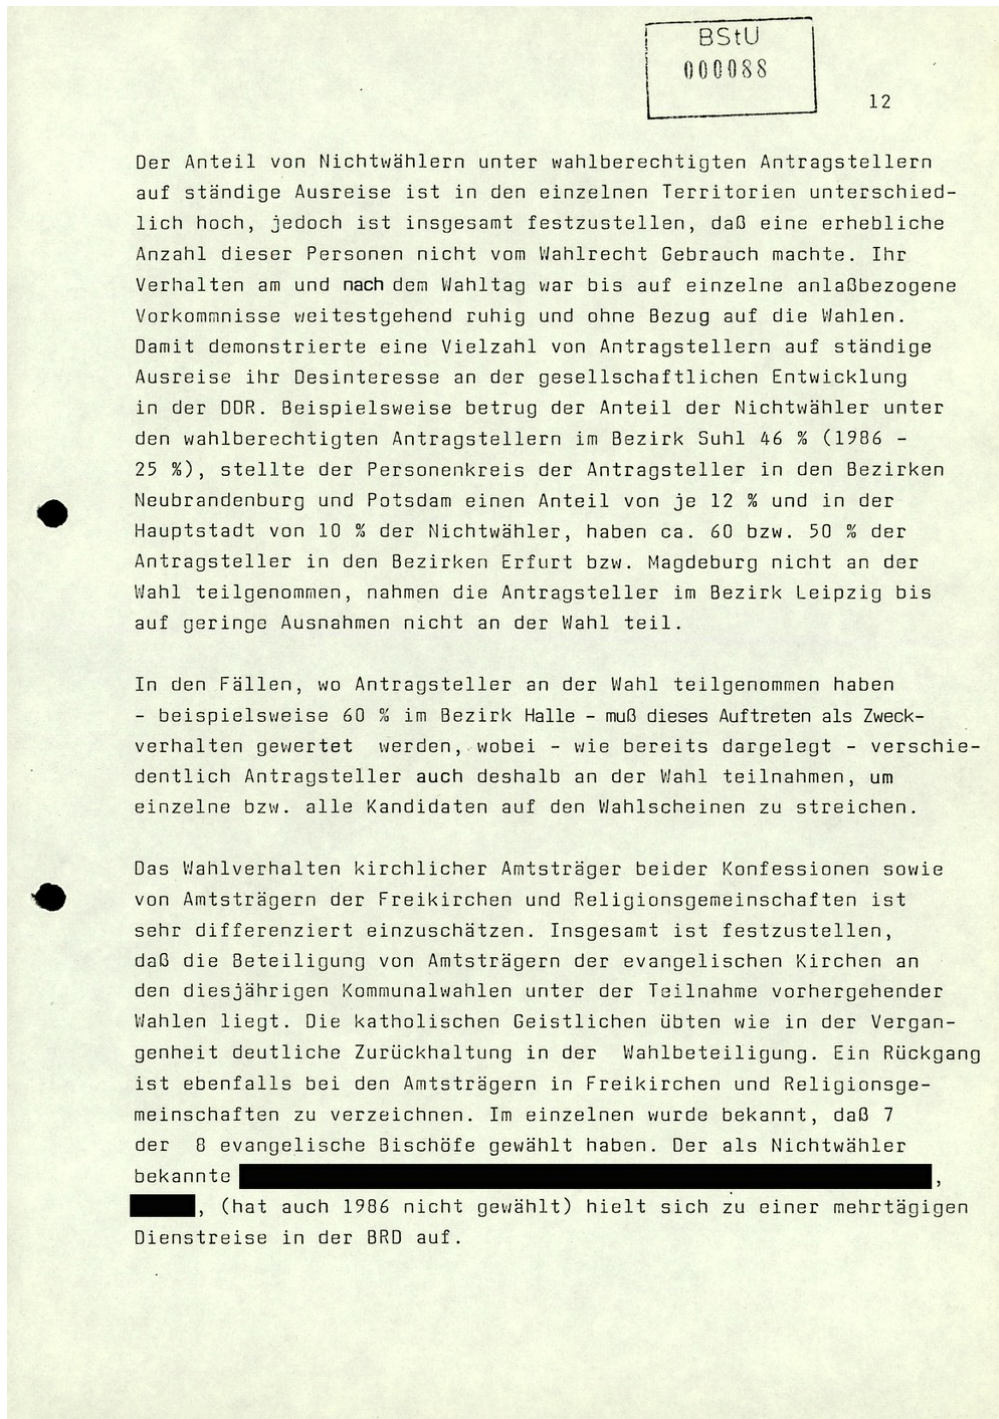 BStU
000088
12
Der Anteil von Nichtwählern unter wahlberechtigten Antragstellern
auf ständige Ausreise ist in den einzelnen Territorien unterschied-
lich hoch, jedoch ist insgesamt festzustellen, daß eine erhebliche
Anzahl dieser Personen nicht vom Wahlrecht Gebrauch machte. Ihr
Verhalten am und nach dem Wahltag war bis auf einzelne anlaßbezogene
Vorkommnisse weitestgehend ruhig und ohne Bezug auf die Wahlen.
Damit demonstrierte eine Vielzahl von Antragstellern auf ständige
Ausreise ihr Desinteresse an der gesellschaftlichen Entwicklung
in der DDR. Beispielsweise betrug der Anteil der Nichtwähler unter
den wahlberechtigten Antragstellern im Bezirk Suhl 46 % (1986 -
25 %), stellte der Personenkreis der Antragsteller in den Bezirken
Neubrandenburg und Potsdam einen Anteil von je 12 % und in der
Hauptstadt von 10 % der Nichtwähler, haben ca. 60 bzw. 50 % der
Antragsteller in den Bezirken Erfurt bzw. Magdeburg nicht an der
Wahl teilgenommen, nahmen die Antragsteller im Bezirk Leipzig bis
auf geringe Ausnahmen nicht an der Wahl teil.
In den Fällen, wo Antragsteller an der Wahl teilgenommen haben
- beispielsweise 60 % im Bezirk Halle - muß dieses Auftreten als Zweck-
verhalten gewertet werden, wobei - wie bereits dargelegt - verschie-
dentlich Antragsteller auch deshalb an der Wahl teilnahmen, um
einzelne bzw. alle Kandidaten auf den Wahlscheinen zu streichen.
Das Wahlverhalten kirchlicher Amtsträger beider Konfessionen sowie
von Amtsträgern der Freikirchen und Religionsgemeinschaften ist
sehr differenziert einzuschätzen. Insgesamt ist festzustellen,
daß die Beteiligung von Amtsträgern der evangelischen Kirchen an
den diesjährigen Kommunalwahlen unter der Teilnahme vorhergehender
Wahlen liegt. Die katholischen Geistlichen übten wie in der Vergan-
genheit deutliche Zurückhaltung in der Wahlbeteiligung. Ein Rückgang
ist ebenfalls bei den Amtsträgern in Freikirchen und Religionsge-
meinschaften zu verzeichnen. Im einzelnen wurde bekannt, daß 7
der 8 evangelische Bischöfe gewählt haben. Der als Nichtwähler
bekannte ,
, (hat auch 1986 nicht gewählt) hielt sich zu einer mehrtägigen
Dienstreise in der BRD auf.